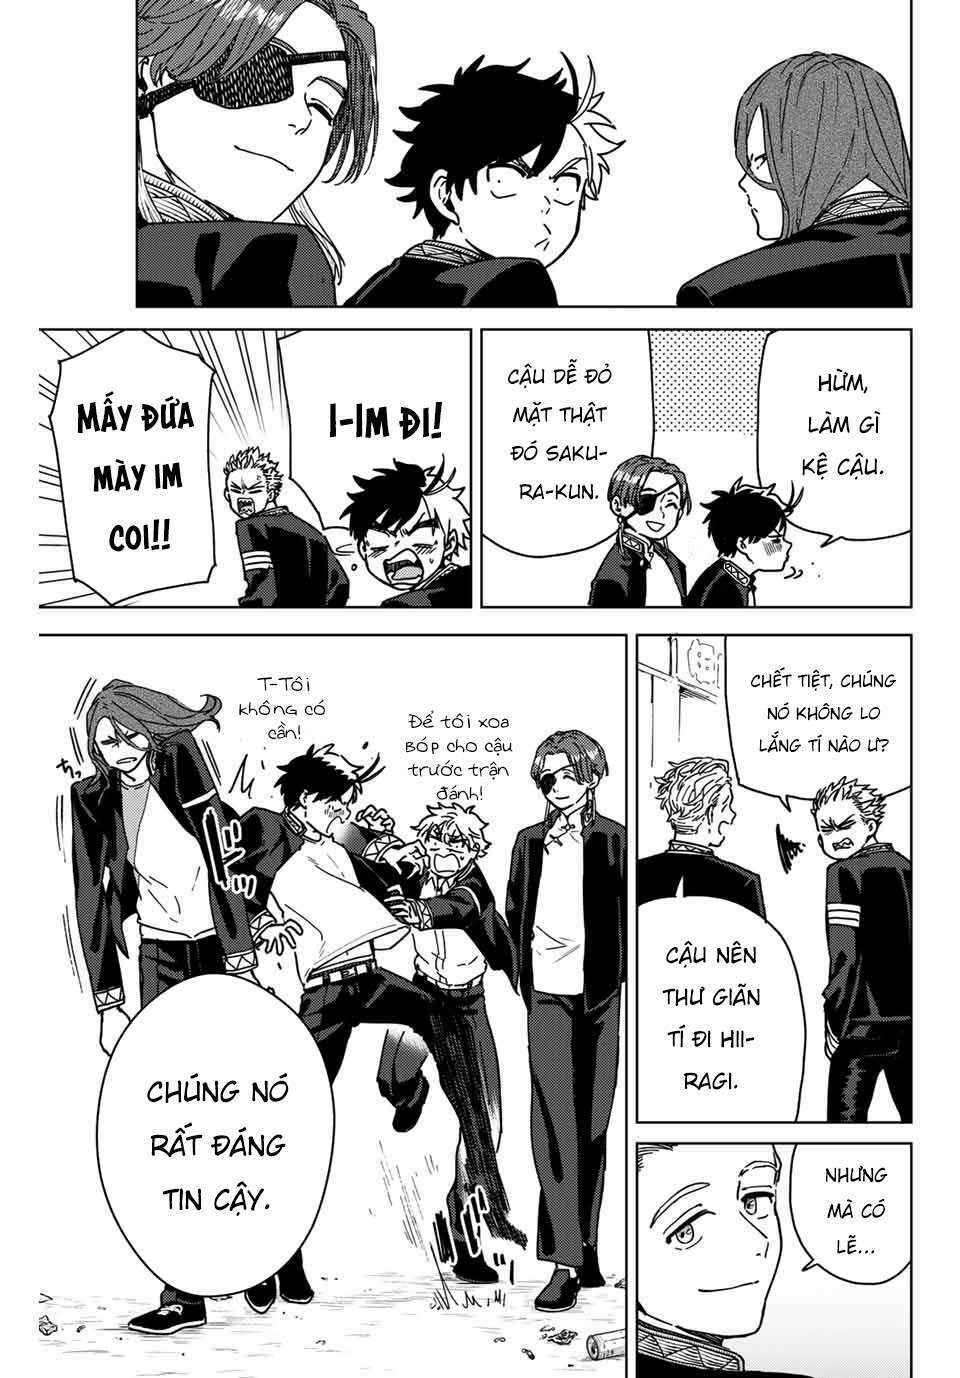 HỪM,
LÀM GÌ
KỆ CẬU.
CẬU DỄ ĐỎ
MẶT THẬT
ĐÓ SAKU-
RA-KUN.
I-IM ĐI!
MẤY ĐỨA
MÀY IM
COI!!
CHẾT TIỆT, CHÚNG
NÓ KHÔNG LO
LẮNG TÍ NÀO Ư?
CẬU NÊN
THƯ GIÃN
TÍ ĐI HII-
RAGI.
Để tôi xoa
bóp cho cậu
trước trận
đánh!
T-Tôi
không có
cần!
CHÚNG NÓ
RẤT ĐÁNG
TIN CẬY.
NHƯNG
MÀ CÓ
LẼ...